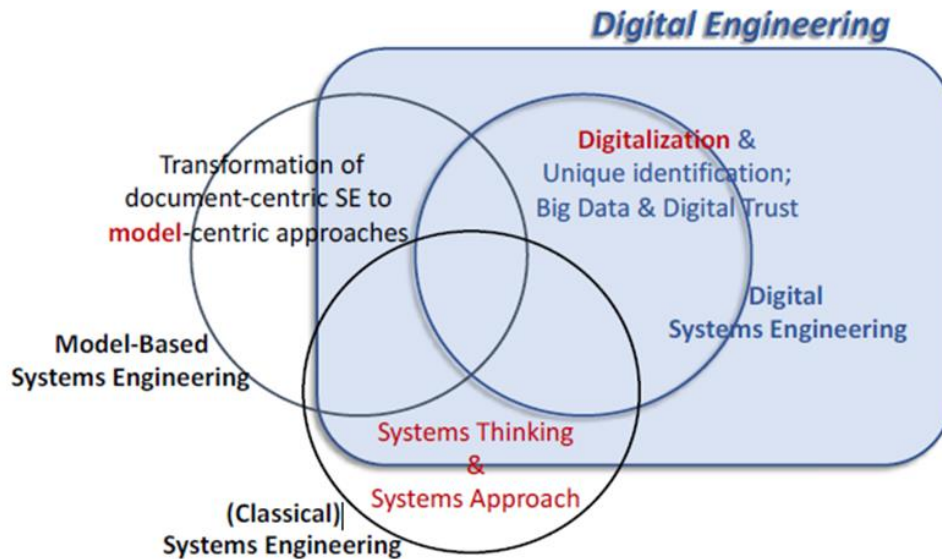 Digital Engineering
Transformation of
document-centric SE to
model-centric approaches
Digitalization &
Unique identification;
Big Data & Digital Trust
Digital
Systems Engineering
Model-Based
Systems Engineering
Systems Thinking
&
Systems Approach
(Classical)
Systems Engineering